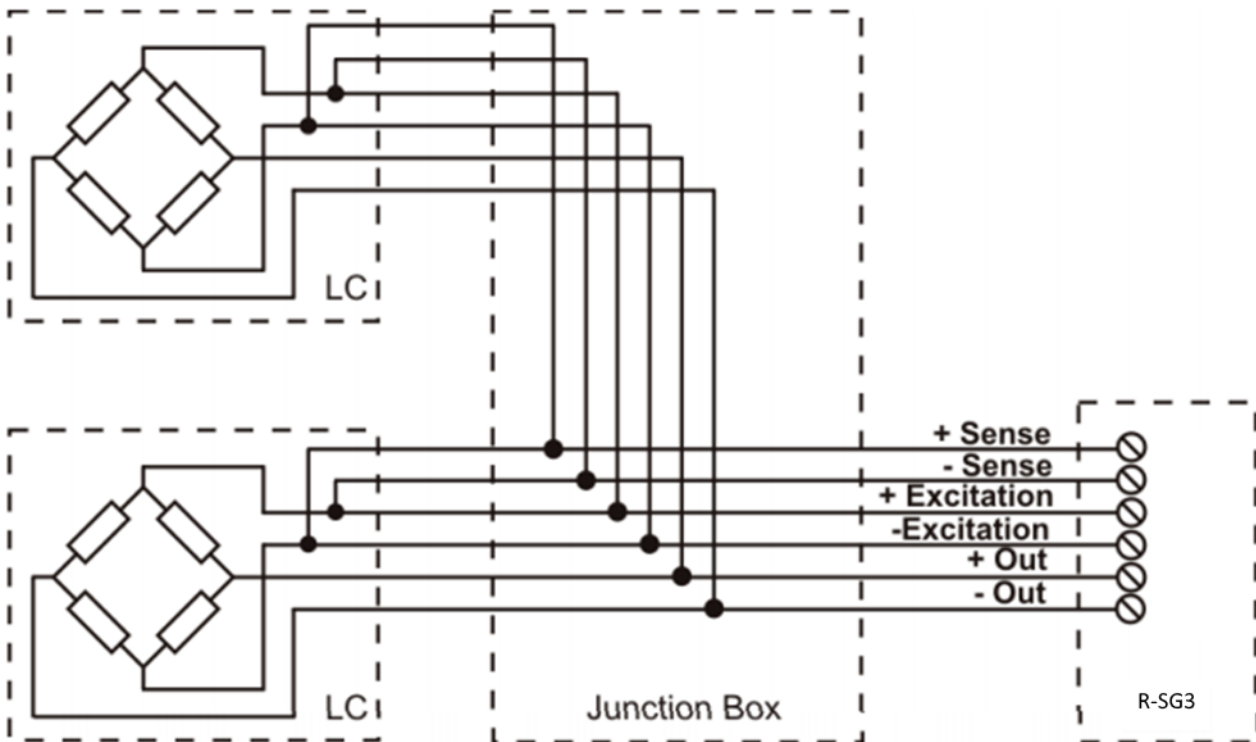 LC
+ Sense
- Sense
+ Excitation
-Excitation
+ Out
- Out
LC
Junction Box
R-SG3